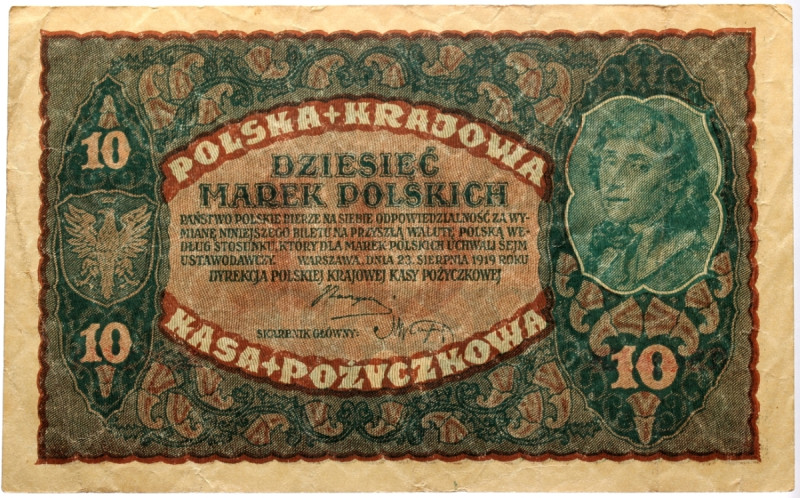 POLSKA + KRAJOWA
10
DZIESIĘĆ
MAREK POLSKICH
PAŃSTWO POLSKIE BIERZE NA SIEBIE ODPOWIEDZIALNOŚĆ ZA WY-
MIANĘ NINIEJSZEGO BILETU NA PRZYSZŁĄ WALUTĘ POLSKĄ WE-
DŁUG STOSUNKU, KTÓRY DLA MAREK POLSKICH UCHWALI SEJM
USTAWODAWCZY. WARSZAWA, DNIA 23. SIERPNIA 1919 ROKU
DYREKCJA POLSKIEJ KRAJOWEJ KASY POŻYCZKOWEJ
SKARBNIK GŁÓWNY:
10
KASA + POŻYCZKOWA
10